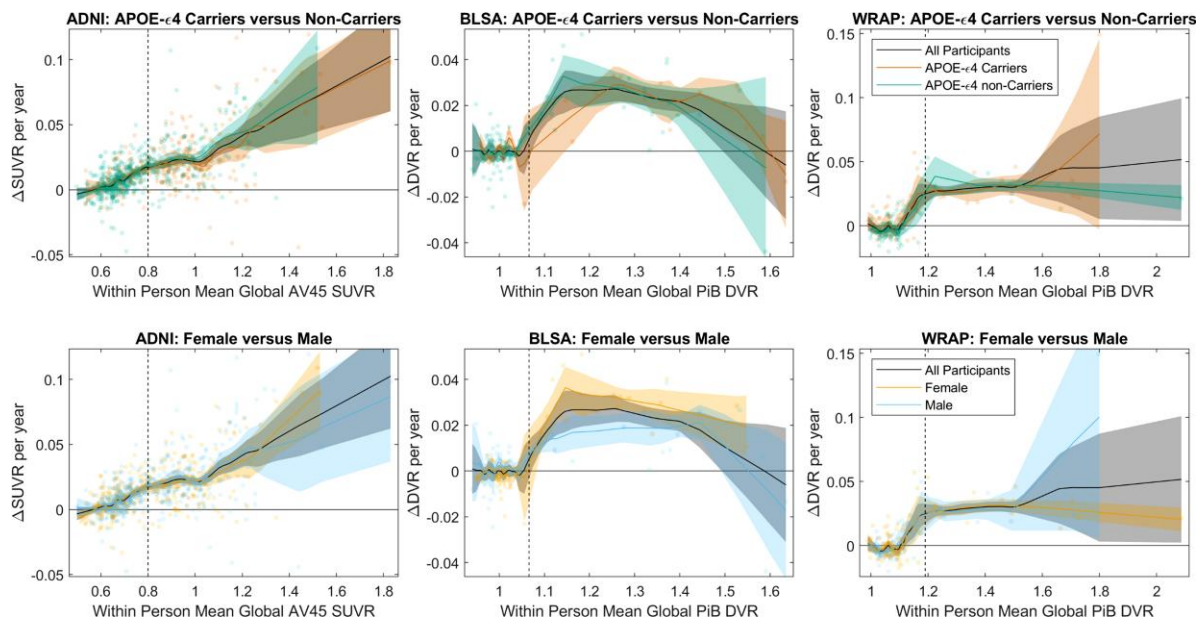 ADNI: APOE-ϵ4 Carriers versus Non-Carriers
ΔSUVR per year
0.1
0.05
0
-0.05
0.6 0.8 1 1.2 1.4 1.6 1.8
Within Person Mean Global AV45 SUVR
BLSA: APOE-ϵ4 Carriers versus Non-Carriers
ΔDVR per year
0.04
0.02
0
-0.02
-0.04
1 1.1 1.2 1.3 1.4 1.5 1.6
Within Person Mean Global PiB DVR
WRAP: APOE-ϵ4 Carriers versus Non-Carriers
ΔDVR per year
0.15
0.1
0.05
0
All Participants
APOE-ϵ4 Carriers
APOE-ϵ4 non-Carriers
1 1.2 1.4 1.6 1.8 2
Within Person Mean Global PiB DVR
ADNI: Female versus Male
ΔSUVR per year
0.1
0.05
0
-0.05
0.6 0.8 1 1.2 1.4 1.6 1.8
Within Person Mean Global AV45 SUVR
BLSA: Female versus Male
ΔDVR per year
0.04
0.02
0
-0.02
-0.04
1 1.1 1.2 1.3 1.4 1.5 1.6
Within Person Mean Global PiB DVR
WRAP: Female versus Male
ΔDVR per year
0.15
0.1
0.05
0
All Participants
Female
Male
1 1.2 1.4 1.6 1.8 2
Within Person Mean Global PiB DVR